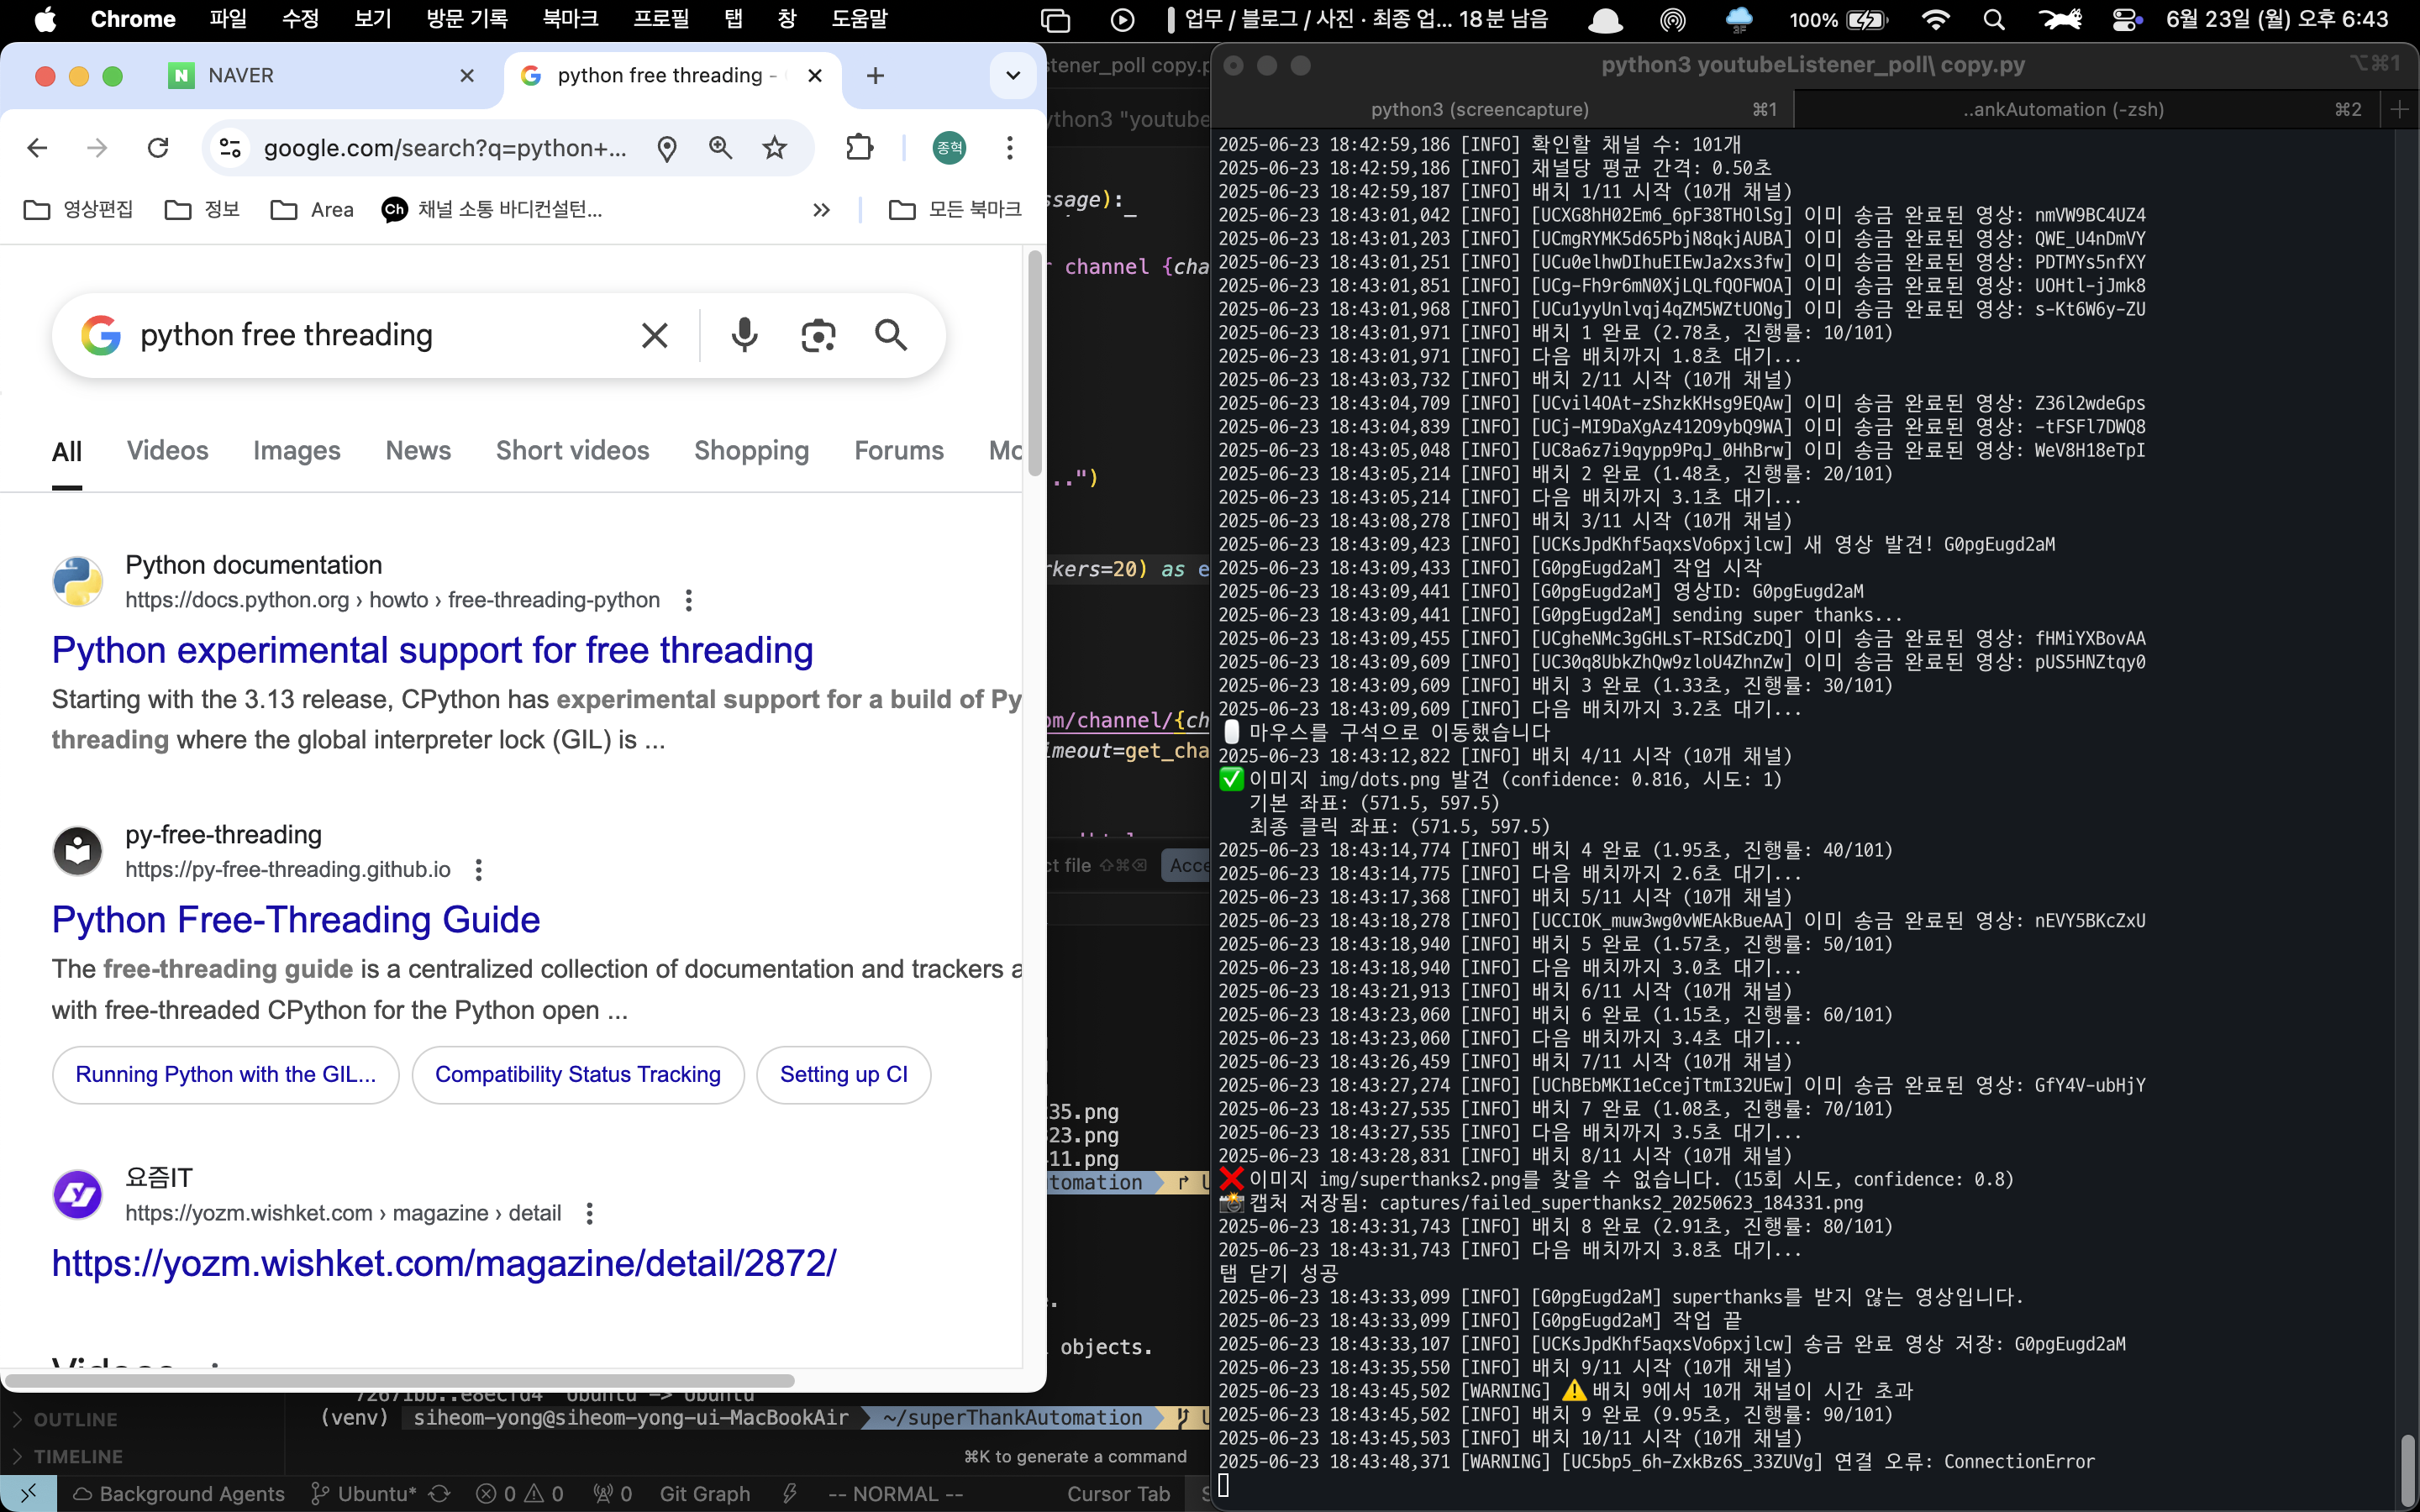 Chrome 파일 수정 보기 방문 기록 북마크 프로필 탭 창 도움말
업무 / 블로그 / 사진 · 최종 업... 18분 남음
100%
6월 23일 (월) 오후 6:43
NAVER
python free threading -
google.com/search?q=python+...
종혁
영상편집
정보
Area
Ch 채널 소통 바디컨설턴...
»
모든 북마크
python free threading
All Videos Images News Short videos Shopping Forums Mo
Python documentation
https://docs.python.org › howto › free-threading-python
Python experimental support for free threading
Starting with the 3.13 release, CPython has experimental support for a build of Py
threading where the global interpreter lock (GIL) is ...
py-free-threading
https://py-free-threading.github.io
Python Free-Threading Guide
The free-threading guide is a centralized collection of documentation and trackers a
with free-threaded CPython for the Python open ...
Running Python with the GIL...
Compatibility Status Tracking
Setting up CI
요즘IT
https://yozm.wishket.com › magazine › detail
https://yozm.wishket.com/magazine/detail/2872/
stener_poll copy.p
ython3 "youtube
ssage):_
r channel {cha
..")
rkers=20) as e
om/channel/{ch
imeout=get_cha
ct file ⇧⌘⌫ Acce
35.png
23.png
11.png
tomation
objects.
(venv) siheom-yong@siheom-yong-ui-MacBookAir ~/superThankAutomation
OUTLINE
TIMELINE
⌘K to generate a command
Background Agents Ubuntu* 0 0 0 Git Graph -- NORMAL -- Cursor Tab
python3 youtubeListener_poll\ copy.py
⌥⌘1
python3 (screencapture) ⌘1
..ankAutomation (-zsh) ⌘2
2025-06-23 18:42:59,186 [INFO] 확인할 채널 수: 101개
2025-06-23 18:42:59,186 [INFO] 채널당 평균 간격: 0.50초
2025-06-23 18:42:59,187 [INFO] 배치 1/11 시작 (10개 채널)
2025-06-23 18:43:01,042 [INFO] [UCXG8hH02Em6_6pF38THOlSg] 이미 송금 완료된 영상: nmVW9BC4UZ4
2025-06-23 18:43:01,203 [INFO] [UCmgRYMK5d65PbjN8qkjAUBA] 이미 송금 완료된 영상: QWE_U4nDmVY
2025-06-23 18:43:01,251 [INFO] [UCu0elhwDIhuEIEwJa2xs3fw] 이미 송금 완료된 영상: PDTMYs5nfXY
2025-06-23 18:43:01,851 [INFO] [UCg-Fh9r6mN0XjLQLfQOFWOA] 이미 송금 완료된 영상: UOHtl-jJmk8
2025-06-23 18:43:01,968 [INFO] [UCu1yyUnlvqj4qZM5WZtUONg] 이미 송금 완료된 영상: s-Kt6W6y-ZU
2025-06-23 18:43:01,971 [INFO] 배치 1 완료 (2.78초, 진행률: 10/101)
2025-06-23 18:43:01,971 [INFO] 다음 배치까지 1.8초 대기...
2025-06-23 18:43:03,732 [INFO] 배치 2/11 시작 (10개 채널)
2025-06-23 18:43:04,709 [INFO] [UCvil4OAt-zShzkKHsg9EQAw] 이미 송금 완료된 영상: Z36l2wdeGps
2025-06-23 18:43:04,839 [INFO] [UCj-MI9DaXgAz412O9ybQ9WA] 이미 송금 완료된 영상: -tFSFl7DWQ8
2025-06-23 18:43:05,048 [INFO] [UC8a6z7i9qypp9PqJ_0HhBrw] 이미 송금 완료된 영상: WeV8H18eTpI
2025-06-23 18:43:05,214 [INFO] 배치 2 완료 (1.48초, 진행률: 20/101)
2025-06-23 18:43:05,214 [INFO] 다음 배치까지 3.1초 대기...
2025-06-23 18:43:08,278 [INFO] 배치 3/11 시작 (10개 채널)
2025-06-23 18:43:09,423 [INFO] [UCKsJpdKhf5aqxsVo6pxjlcw] 새 영상 발견! G0pgEugd2aM
2025-06-23 18:43:09,433 [INFO] [G0pgEugd2aM] 작업 시작
2025-06-23 18:43:09,441 [INFO] [G0pgEugd2aM] 영상ID: G0pgEugd2aM
2025-06-23 18:43:09,441 [INFO] [G0pgEugd2aM] sending super thanks...
2025-06-23 18:43:09,455 [INFO] [UCgheNMc3gGHLsT-RISdCzDQ] 이미 송금 완료된 영상: fHMiYXBovAA
2025-06-23 18:43:09,609 [INFO] [UC30q8UbkZhQw9zloU4ZhnZw] 이미 송금 완료된 영상: pUS5HNZtqy0
2025-06-23 18:43:09,609 [INFO] 배치 3 완료 (1.33초, 진행률: 30/101)
2025-06-23 18:43:09,609 [INFO] 다음 배치까지 3.2초 대기...
마우스를 구석으로 이동했습니다
2025-06-23 18:43:12,822 [INFO] 배치 4/11 시작 (10개 채널)
✅ 이미지 img/dots.png 발견 (confidence: 0.816, 시도: 1)
기본 좌표: (571.5, 597.5)
최종 클릭 좌표: (571.5, 597.5)
2025-06-23 18:43:14,774 [INFO] 배치 4 완료 (1.95초, 진행률: 40/101)
2025-06-23 18:43:14,775 [INFO] 다음 배치까지 2.6초 대기...
2025-06-23 18:43:17,368 [INFO] 배치 5/11 시작 (10개 채널)
2025-06-23 18:43:18,278 [INFO] [UCCIOK_muw3wg0vWEAkBueAA] 이미 송금 완료된 영상: nEVY5BKcZxU
2025-06-23 18:43:18,940 [INFO] 배치 5 완료 (1.57초, 진행률: 50/101)
2025-06-23 18:43:18,940 [INFO] 다음 배치까지 3.0초 대기...
2025-06-23 18:43:21,913 [INFO] 배치 6/11 시작 (10개 채널)
2025-06-23 18:43:23,060 [INFO] 배치 6 완료 (1.15초, 진행률: 60/101)
2025-06-23 18:43:23,060 [INFO] 다음 배치까지 3.4초 대기...
2025-06-23 18:43:26,459 [INFO] 배치 7/11 시작 (10개 채널)
2025-06-23 18:43:27,274 [INFO] [UChBEbMKI1eCcejTtmI32UEw] 이미 송금 완료된 영상: GfY4V-ubHjY
2025-06-23 18:43:27,535 [INFO] 배치 7 완료 (1.08초, 진행률: 70/101)
2025-06-23 18:43:27,535 [INFO] 다음 배치까지 3.5초 대기...
2025-06-23 18:43:28,831 [INFO] 배치 8/11 시작 (10개 채널)
❌ 이미지 img/superthanks2.png를 찾을 수 없습니다. (15회 시도, confidence: 0.8)
📸 캡처 저장됨: captures/failed_superthanks2_20250623_184331.png
2025-06-23 18:43:31,743 [INFO] 배치 8 완료 (2.91초, 진행률: 80/101)
2025-06-23 18:43:31,743 [INFO] 다음 배치까지 3.8초 대기...
탭 닫기 성공
2025-06-23 18:43:33,099 [INFO] [G0pgEugd2aM] superthanks를 받지 않는 영상입니다.
2025-06-23 18:43:33,099 [INFO] [G0pgEugd2aM] 작업 끝
2025-06-23 18:43:33,107 [INFO] [UCKsJpdKhf5aqxsVo6pxjlcw] 송금 완료 영상 저장: G0pgEugd2aM
2025-06-23 18:43:35,550 [INFO] 배치 9/11 시작 (10개 채널)
2025-06-23 18:43:45,502 [WARNING] ⚠️ 배치 9에서 10개 채널이 시간 초과
2025-06-23 18:43:45,502 [INFO] 배치 9 완료 (9.95초, 진행률: 90/101)
2025-06-23 18:43:45,503 [INFO] 배치 10/11 시작 (10개 채널)
2025-06-23 18:43:48,371 [WARNING] [UC5bp5_6h-ZxkBz6S_33ZUVg] 연결 오류: ConnectionError